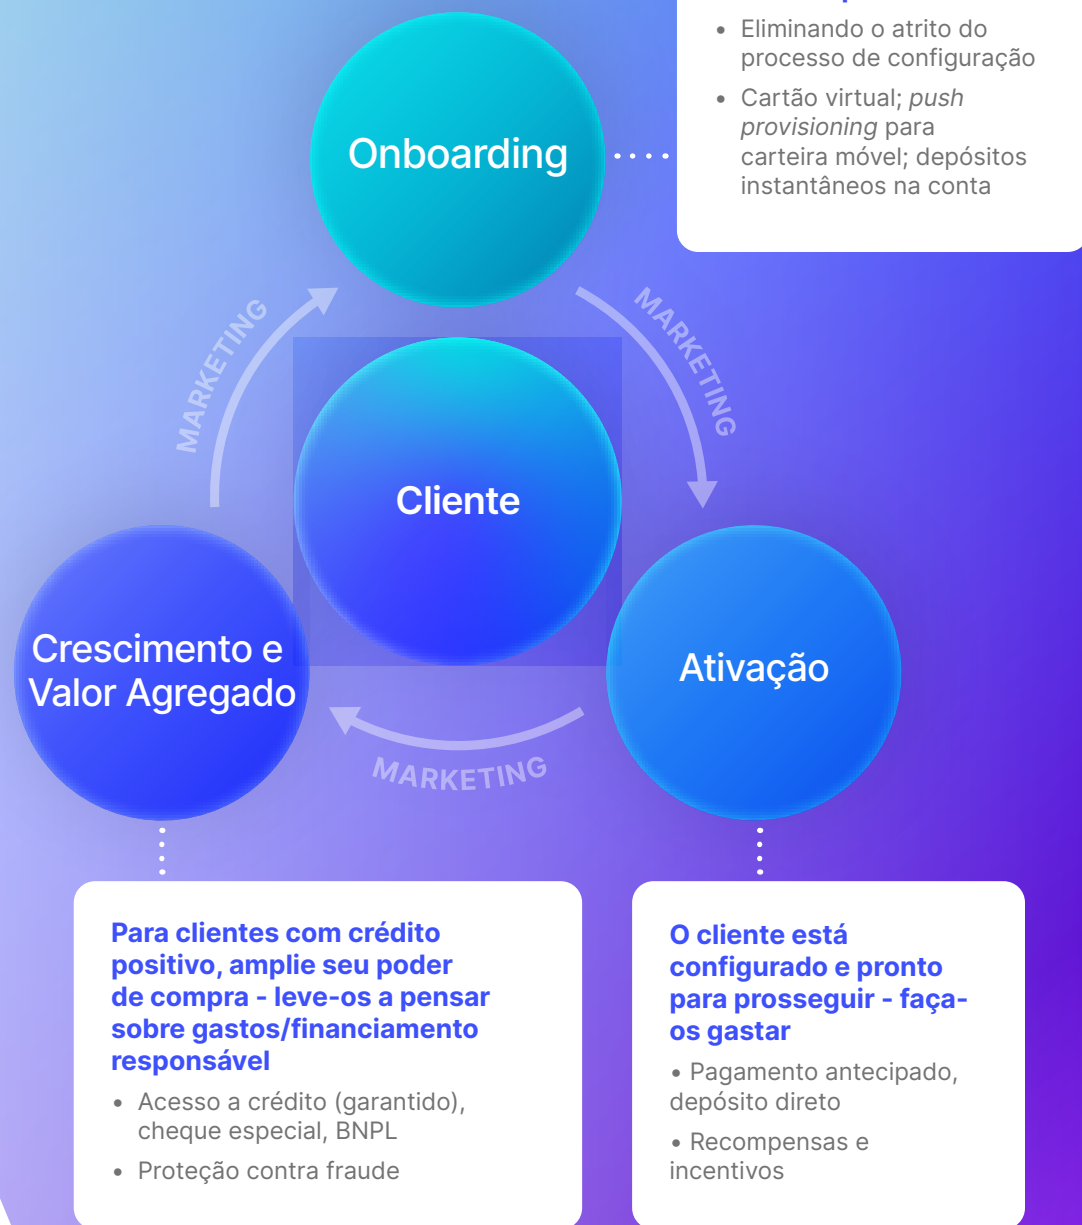 • Eliminando o atrito do
processo de configuração
• Cartão virtual; push
provisioning para
carteira móvel; depósitos
instantâneos na conta
Onboarding
MARKETING
MARKETING
Cliente
Crescimento e
Valor Agregado
Ativação
MARKETING
Para clientes com crédito
positivo, amplie seu poder
de compra - leve-os a pensar
sobre gastos/financiamento
responsável
• Acesso a crédito (garantido),
cheque especial, BNPL
• Proteção contra fraude
O cliente está
configurado e pronto
para prosseguir - faça-
os gastar
• Pagamento antecipado,
depósito direto
• Recompensas e
incentivos